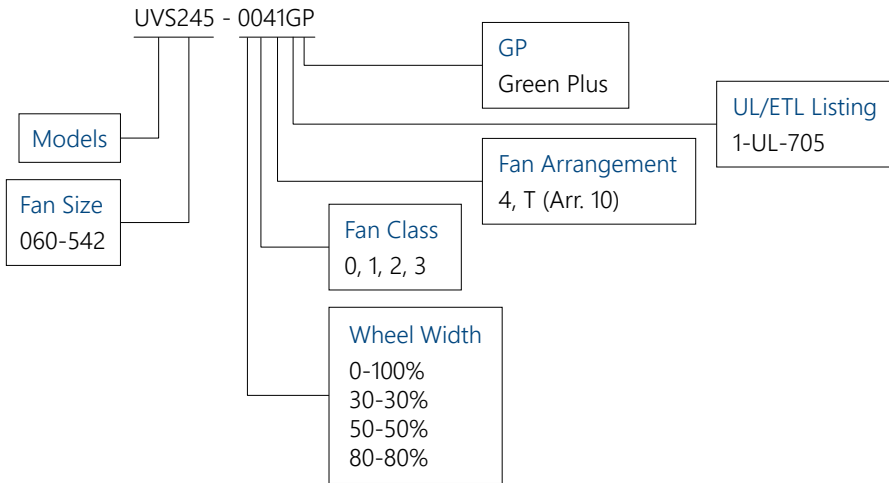 UVS245 - 0041GP
GP
Green Plus
UL/ETL Listing
1-UL-705
Models
Fan Arrangement
4, T (Arr. 10)
Fan Size
060-542
Fan Class
0, 1, 2, 3
Wheel Width
0-100%
30-30%
50-50%
80-80%